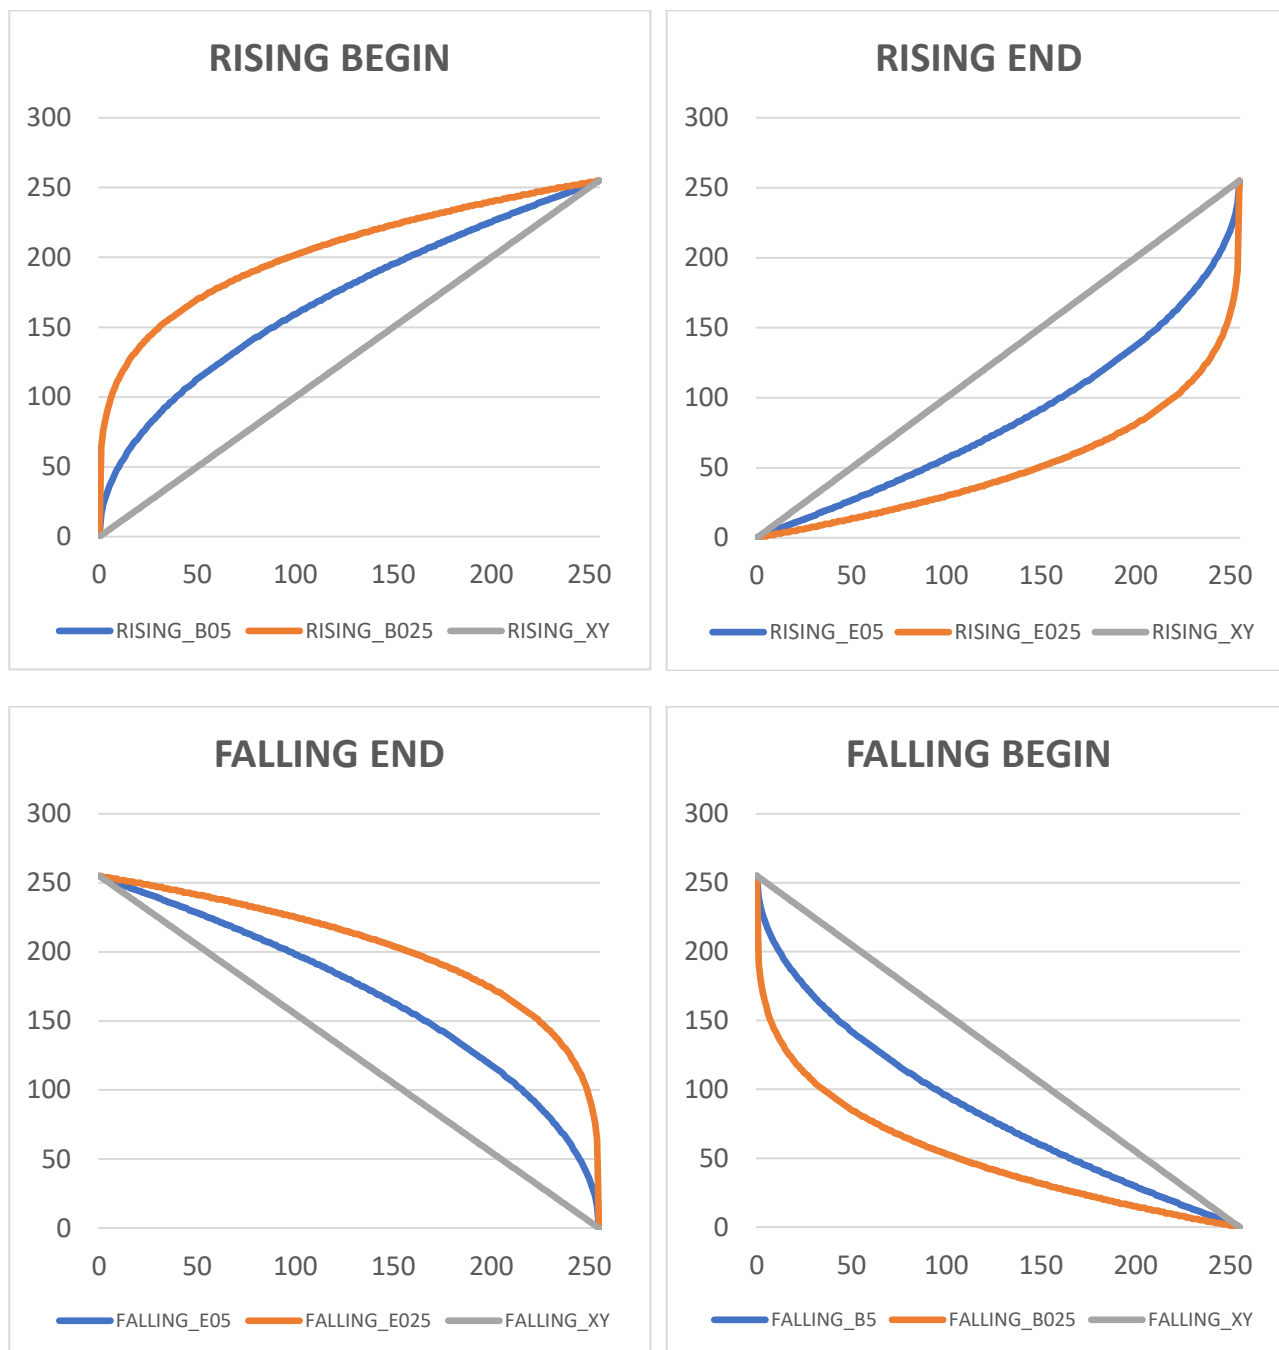 RISING BEGIN
300
250
200
150
100
50
0
0 50 100 150 200 250
RISING_B05 RISING_B025 RISING_XY
RISING END
300
250
200
150
100
50
0
0 50 100 150 200 250
RISING_E05 RISING_E025 RISING_XY
FALLING END
300
250
200
150
100
50
0
0 50 100 150 200 250
FALLING_E05 FALLING_E025 FALLING_XY
FALLING BEGIN
300
250
200
150
100
50
0
0 50 100 150 200 250
FALLING_B5 FALLING_B025 FALLING_XY